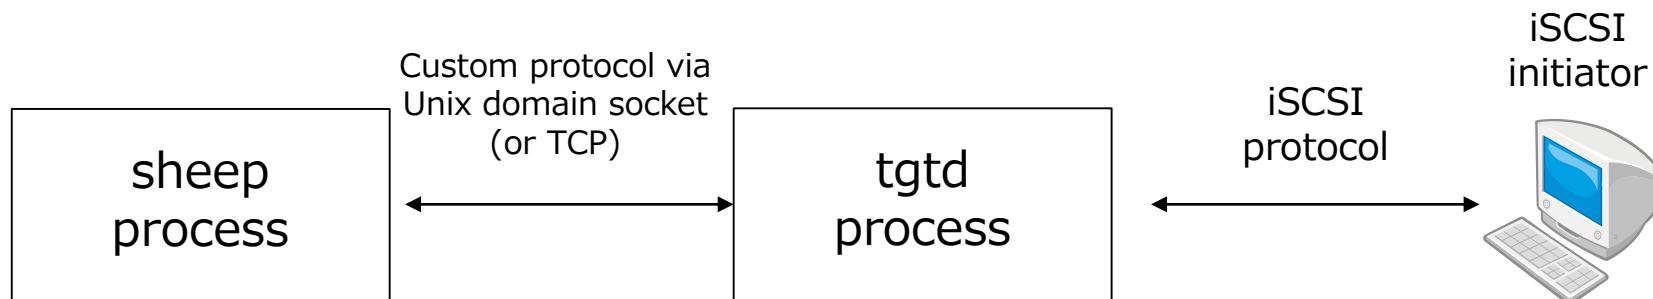 sheep
process
Custom protocol via
Unix domain socket
(or TCP)
tgtd
process
iSCSI
protocol
iSCSI
initiator